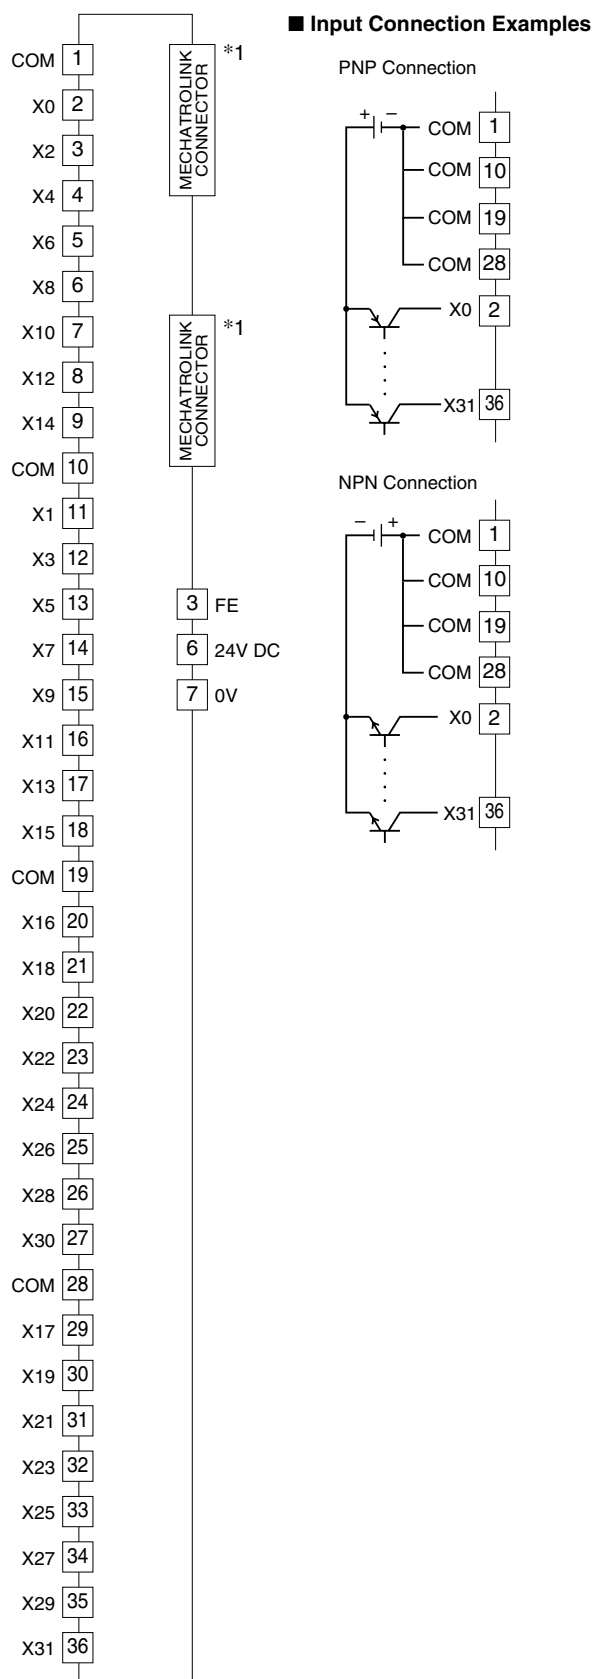 COM 1
X0 2
X2 3
X4 4
X6 5
X8 6
X10 7
X12 8
X14 9
COM 10
X1 11
X3 12
X5 13
X7 14
X9 15
X11 16
X13 17
X15 18
COM 19
X16 20
X18 21
X20 22
X22 23
X24 24
X26 25
X28 26
X30 27
COM 28
X17 29
X19 30
X21 31
X23 32
X25 33
X27 34
X29 35
X31 36
MECHATROLINK
CONNECTOR
*1
MECHATROLINK
CONNECTOR
*1
3 FE
6 24V DC
7 0V
■ Input Connection Examples
PNP Connection
+ −
COM 1
COM 10
COM 19
COM 28
X0 2
X31 36
NPN Connection
− +
COM 1
COM 10
COM 19
COM 28
X0 2
X31 36